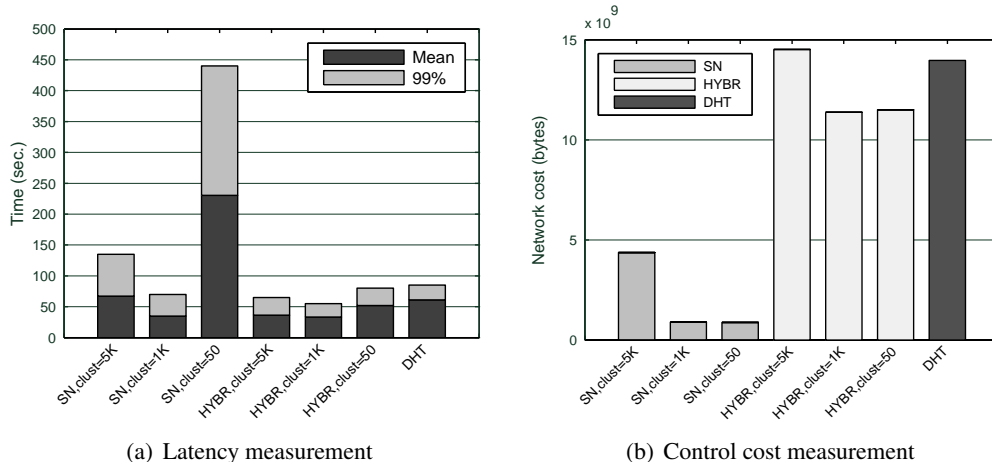 500
450
400
350
300
250
200
150
100
50
0
Time (sec.)
Mean
99%
SN,clust=5K
SN,clust=1K
SN,clust=50
HYBR,clust=5K
HYBR,clust=1K
HYBR,clust=50
DHT
(a) Latency measurement
x 10^9
15
10
5
0
Network cost (bytes)
SN
HYBR
DHT
SN,clust=5K
SN,clust=1K
SN,clust=50
HYBR,clust=5K
HYBR,clust=1K
HYBR,clust=50
DHT
(b) Control cost measurement